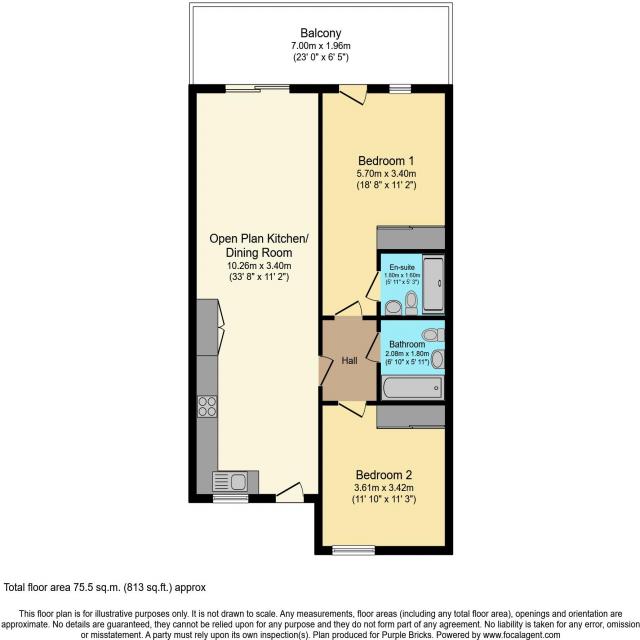 Balcony
7.00m x 1.96m
(23' 0" x 6' 5")
Bedroom 1
5.70m x 3.40m
(18' 8" x 11' 2")
Open Plan Kitchen/
Dining Room
10.26m x 3.40m
(33' 8" x 11' 2")
En-suite
1.80m x 1.60m
(5' 11" x 5' 3")
Bathroom
2.08m x 1.80m
(6' 10" x 5' 11")
Hall
Bedroom 2
3.61m x 3.42m
(11' 10" x 11' 3")
Total floor area 75.5 sq.m. (813 sq.ft.) approx
This floor plan is for illustrative purposes only. It is not drawn to scale. Any measurements, floor areas (including any total floor area), openings and orientation are
approximate. No details are guaranteed, they cannot be relied upon for any purpose and they do not form part of any agreement. No liability is taken for any error, omission
or misstatement. A party must rely upon its own inspection(s). Plan produced for Purple Bricks. Powered by www.focalagent.com